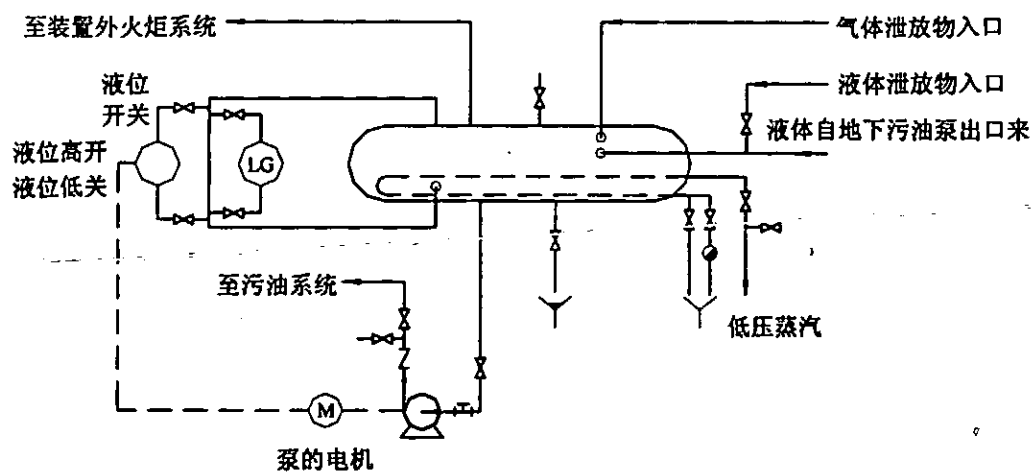 至装置外火炬系统
气体泄放物入口
液位
开关
液体泄放物入口
液体自地下污油泵出口来
液位高开
液位低关
LG
至污油系统
低压蒸汽
M
泵的电机